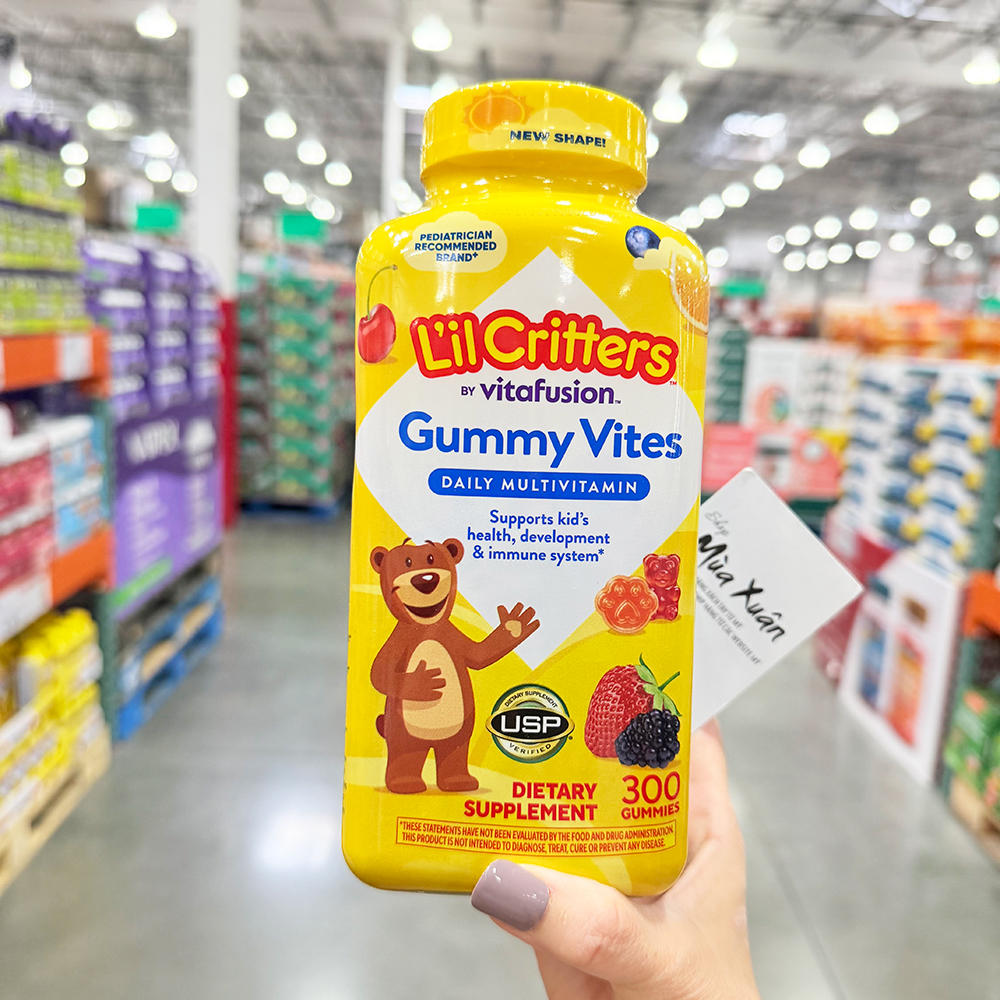 NEW SHAPE!
PEDIATRICIAN
RECOMMENDED
BRAND+
L'il Critters™
BY vitafusion™
Gummy Vites
DAILY MULTIVITAMIN
Supports kid's
health, development
& immune system*
DIETARY SUPPLEMENT
USP
VERIFIED
DIETARY
SUPPLEMENT
300
GUMMIES
*THESE STATEMENTS HAVE NOT BEEN EVALUATED BY THE FOOD AND DRUG ADMINISTRATION.
THIS PRODUCT IS NOT INTENDED TO DIAGNOSE, TREAT, CURE OR PREVENT ANY DISEASE.
Mùa Xuân